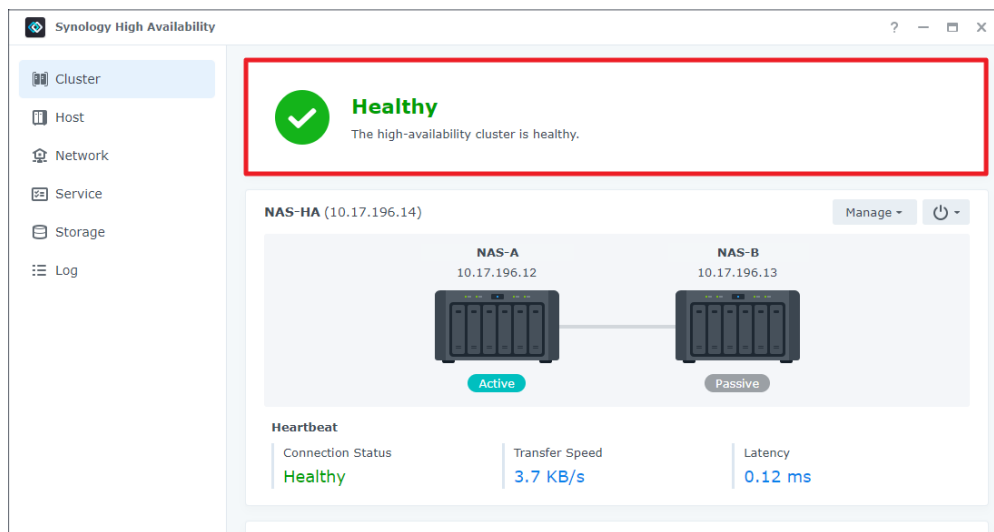 Synology High Availability
?
Cluster
Host
Network
Service
Storage
Log
Healthy
The high-availability cluster is healthy.
NAS-HA (10.17.196.14)
Manage
NAS-A
10.17.196.12
Active
NAS-B
10.17.196.13
Passive
Heartbeat
Connection Status
Healthy
Transfer Speed
3.7 KB/s
Latency
0.12 ms